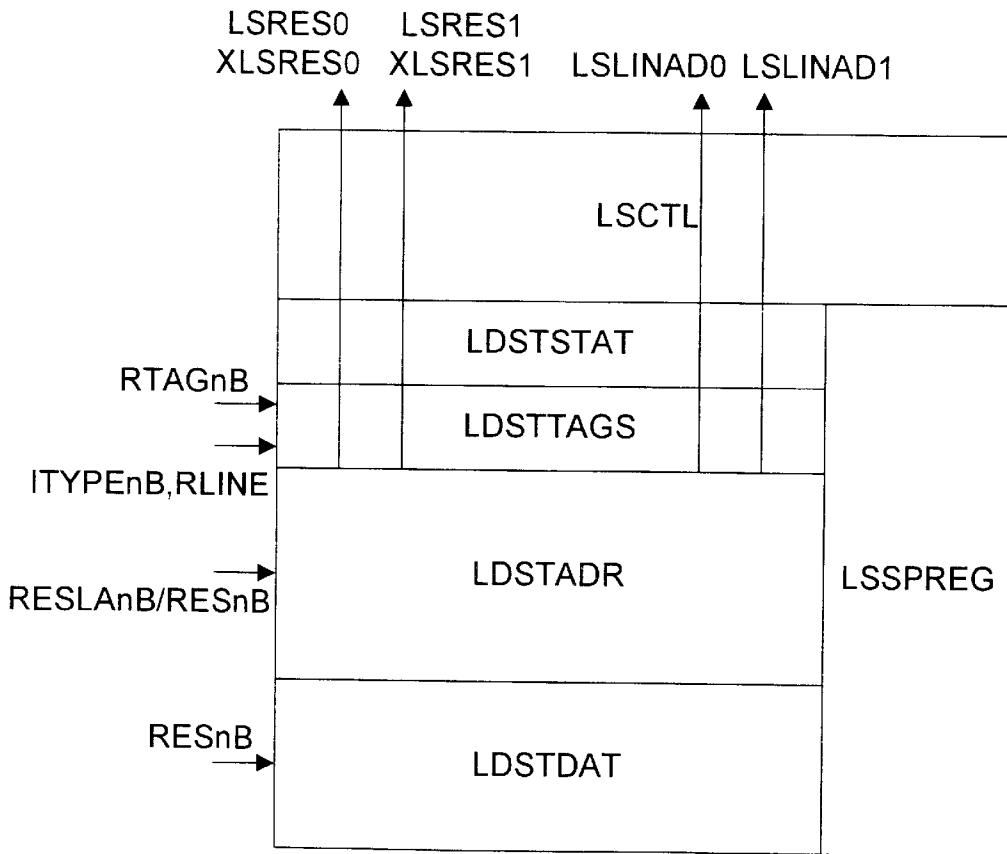 LSRES0 LSRES1
XLSRES0 XLSRES1 LSLINAD0 LSLINAD1
LSCTL
LDSTSTAT
RTAGnB
LDSTTAGS
ITYPEnB,RLINE
LDSTADR
LSSPREG
RESLAnB/RESnB
RESnB
LDSTDAT